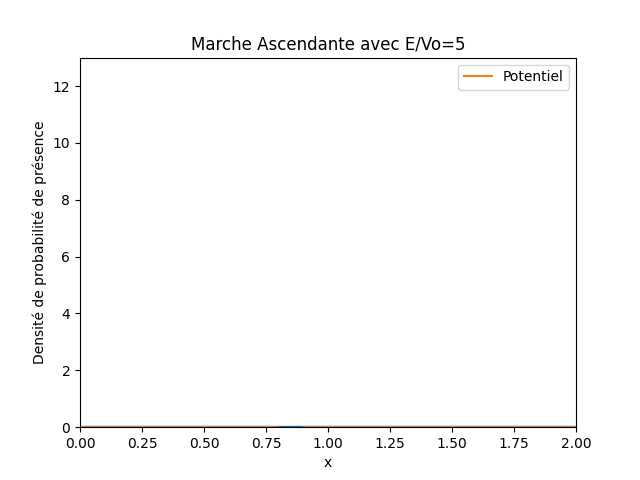 Marche Ascendante avec E/Vo=5
Potentiel
Densité de probabilité de présence
12
10
8
6
4
2
0
0.00 0.25 0.50 0.75 1.00 1.25 1.50 1.75 2.00
x